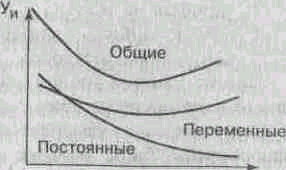 Уи
Общие
Переменные
Постоянные